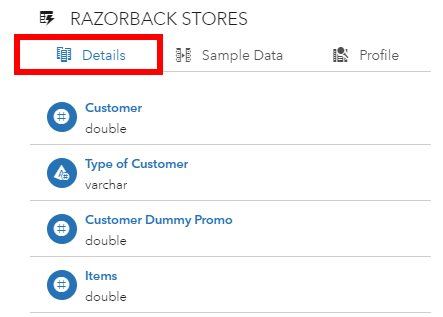 RAZORBACK STORES
Details Sample Data Profile
Customer
double
Type of Customer
varchar
Customer Dummy Promo
double
Items
double